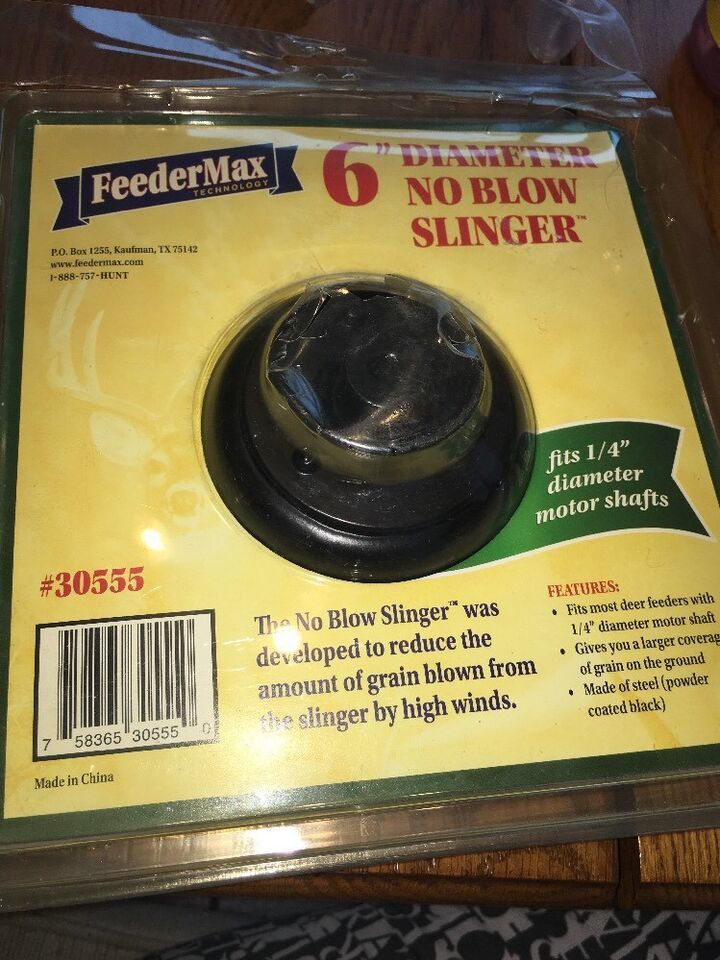 FeederMax
TECHNOLOGY
P.O. Box 1255, Kaufman, TX 75142
www.feedermax.com
1-888-757-HUNT
6" DIAMETER
NO BLOW
SLINGER™
fits 1/4"
diameter
motor shafts
#30555
7 58365 30555 0
Made in China
The No Blow Slinger™ was
developed to reduce the
amount of grain blown from
the slinger by high winds.
FEATURES:
• Fits most deer feeders with
1/4" diameter motor shaft
• Gives you a larger coverag
of grain on the ground
• Made of steel (powder
coated black)